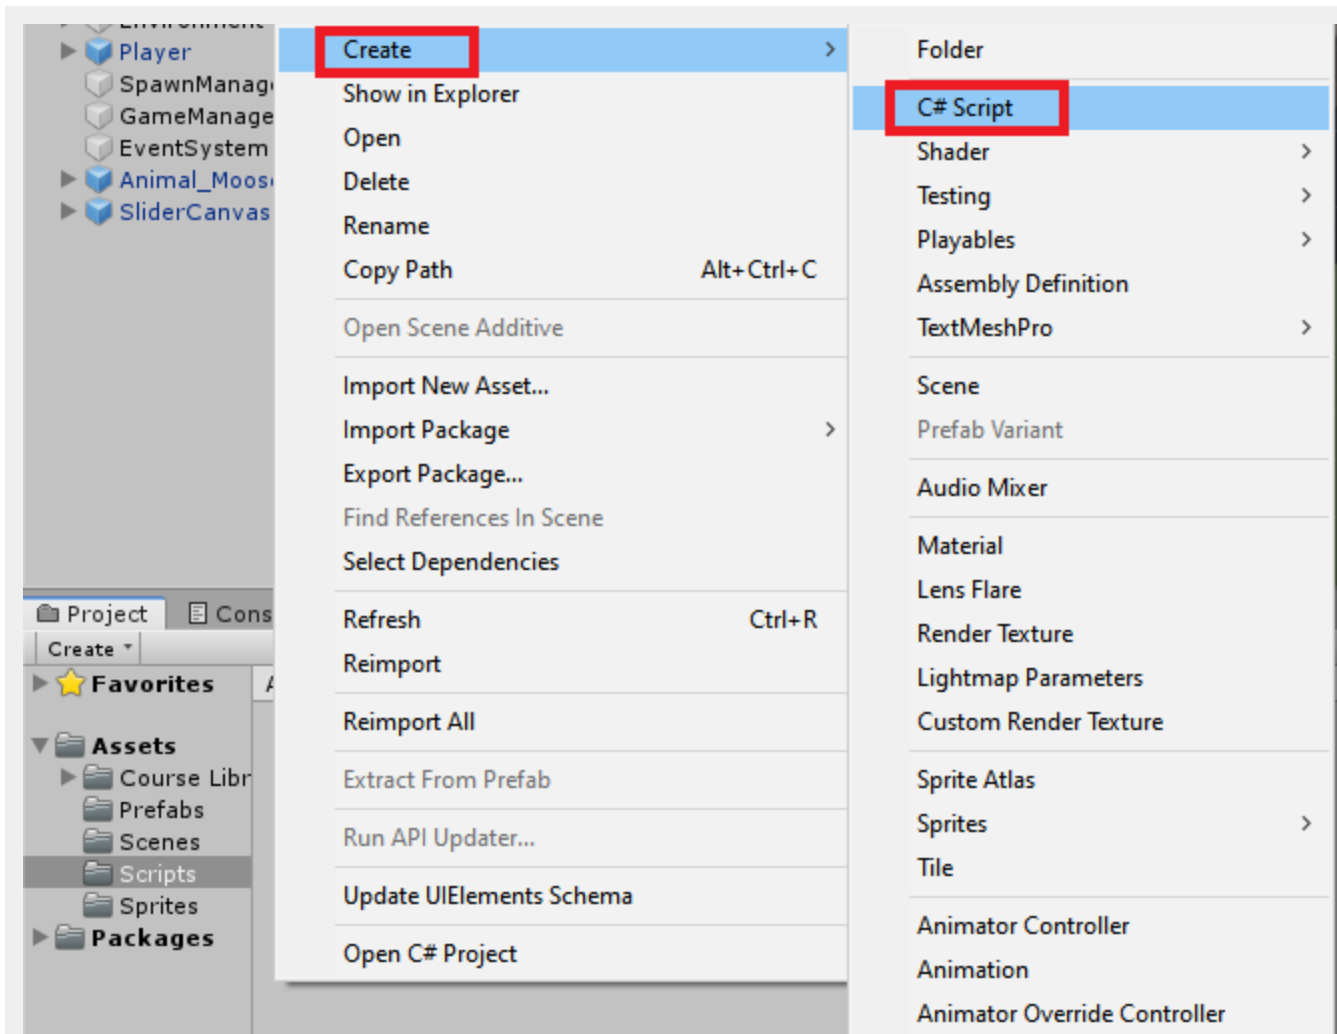 Player
SpawnManag
GameManage
EventSystem
Animal_Moos
SliderCanvas
Project
Cons
Create
Favorites
Assets
Course Libr
Prefabs
Scenes
Scripts
Sprites
Packages
Create
Show in Explorer
Open
Delete
Rename
Copy Path Alt+Ctrl+C
Open Scene Additive
Import New Asset...
Import Package
Export Package...
Find References In Scene
Select Dependencies
Refresh Ctrl+R
Reimport
Reimport All
Extract From Prefab
Run API Updater...
Update UIElements Schema
Open C# Project
Folder
C# Script
Shader
Testing
Playables
Assembly Definition
TextMeshPro
Scene
Prefab Variant
Audio Mixer
Material
Lens Flare
Render Texture
Lightmap Parameters
Custom Render Texture
Sprite Atlas
Sprites
Tile
Animator Controller
Animation
Animator Override Controller